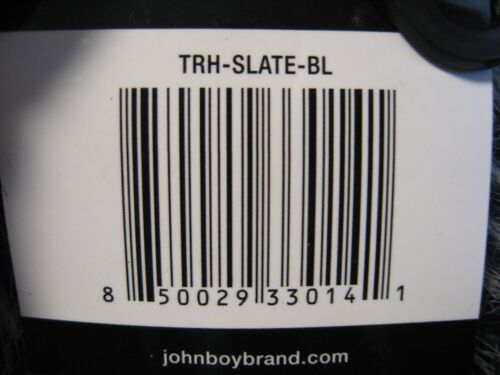 TRH-SLATE-BL
8 50029 33014 1
johnboybrand.com